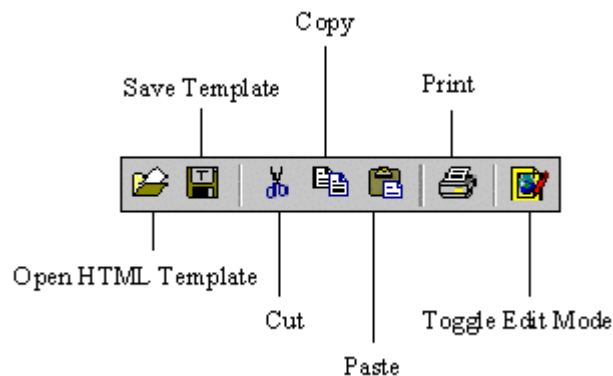 Copy
Save Template
Print
T
Open HTML Template
Cut
Toggle Edit Mode
Paste